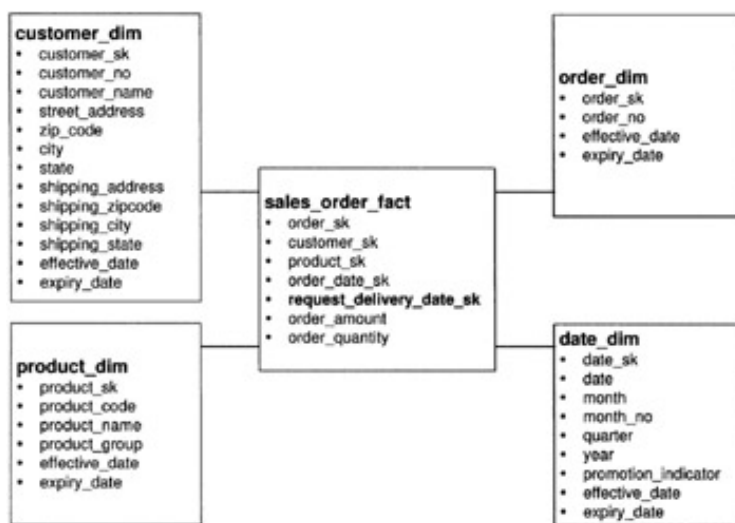 customer_dim
• customer_sk
• customer_no
• customer_name
• street_address
• zip_code
• city
• state
• shipping_address
• shipping_zipcode
• shipping_city
• shipping_state
• effective_date
• expiry_date
product_dim
• product_sk
• product_code
• product_name
• product_group
• effective_date
• expiry_date
sales_order_fact
• order_sk
• customer_sk
• product_sk
• order_date_sk
• request_delivery_date_sk
• order_amount
• order_quantity
order_dim
• order_sk
• order_no
• effective_date
• expiry_date
date_dim
• date_sk
• date
• month
• month_no
• quarter
• year
• promotion_indicator
• effective_date
• expiry_date